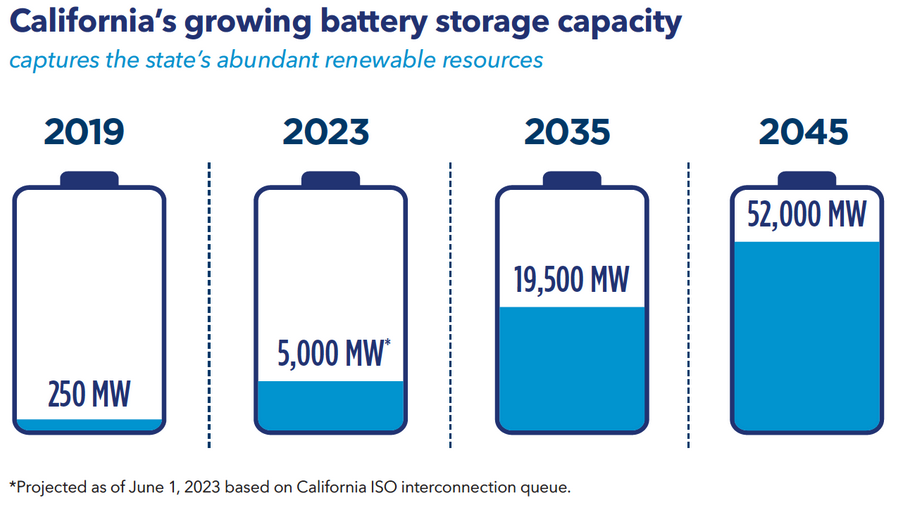 California's growing battery storage capacity
captures the state's abundant renewable resources
2019
2023
2035
2045
250 MW
5,000 MW*
19,500 MW
52,000 MW
*Projected as of June 1, 2023 based on California ISO interconnection queue.